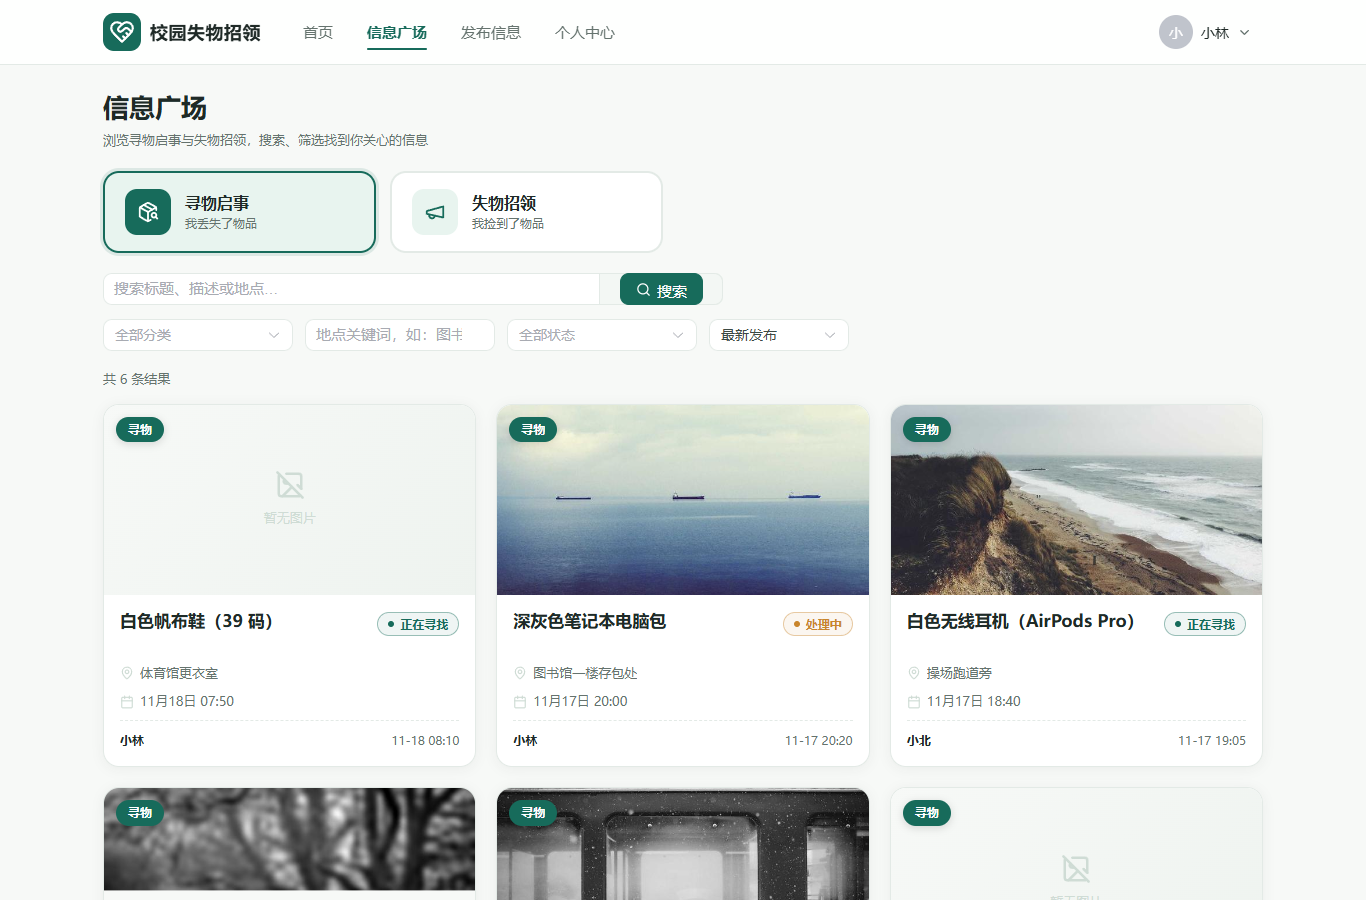 校园失物招领
首页
信息广场
发布信息
个人中心
小
小林
信息广场
浏览寻物启事与失物招领，搜索、筛选找到你关心的信息
寻物启事
我丢失了物品
失物招领
我捡到了物品
搜索标题、描述或地点...
搜索
全部分类
地点关键词，如：图书
全部状态
最新发布
共 6 条结果
寻物
暂无图片
白色帆布鞋（39 码）
正在寻找
体育馆更衣室
11月18日 07:50
小林
11-18 08:10
寻物
深灰色笔记本电脑包
处理中
图书馆一楼存包处
11月17日 20:00
小林
11-17 20:20
寻物
白色无线耳机（AirPods Pro）
正在寻找
操场跑道旁
11月17日 18:40
小北
11-17 19:05
寻物
寻物
寻物